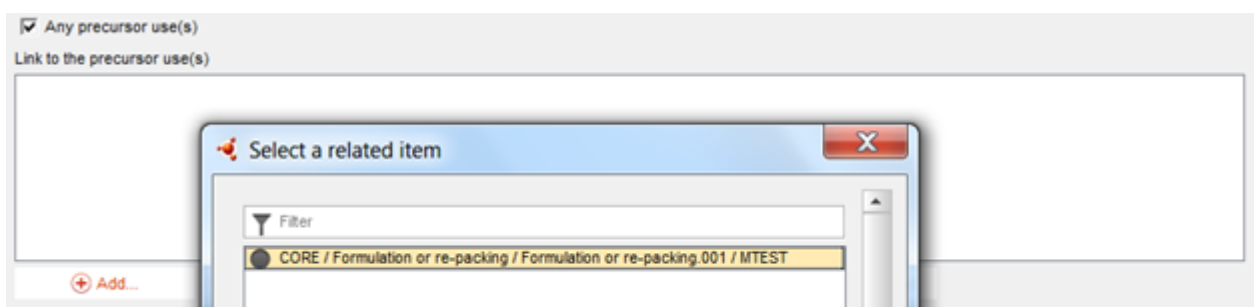 Any precursor use(s)
Link to the precursor use(s)
Select a related item
Filter
CORE / Formulation or re-packing / Formulation or re-packing.001 / MTEST
Add...